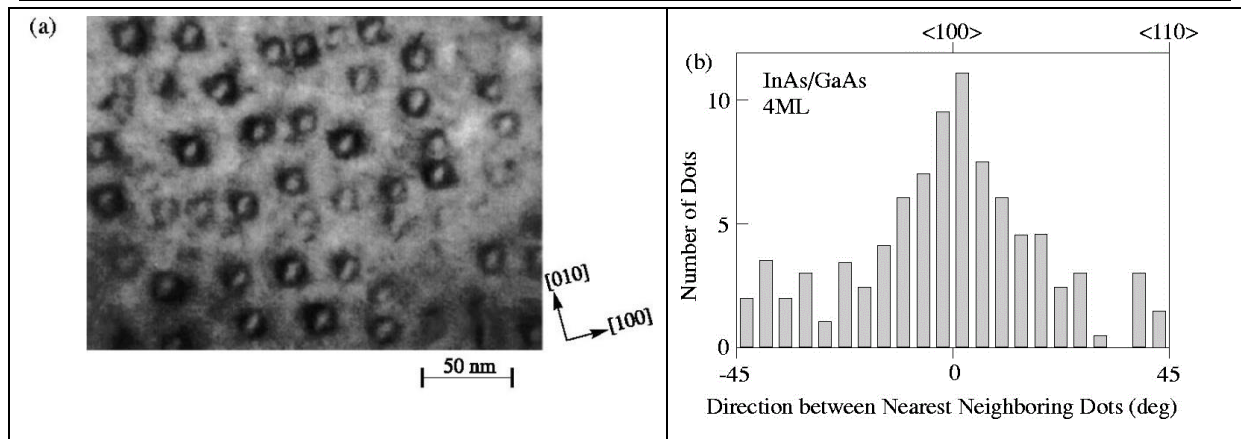 (a)
[010]
[100]
50 nm
<100>
<110>
(b)
InAs/GaAs
4ML
10
5
0
Number of Dots
-45
0
45
Direction between Nearest Neighboring Dots (deg)